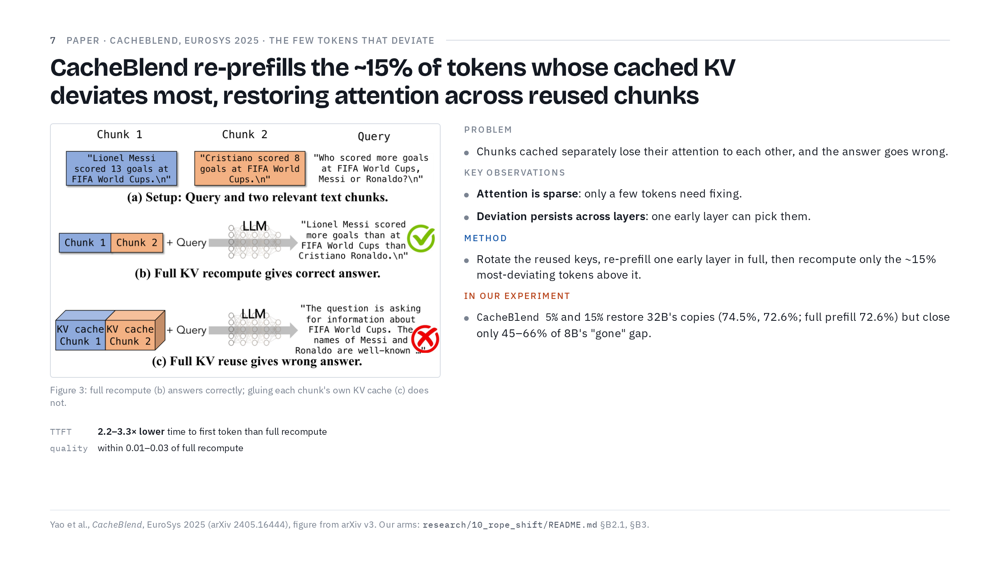 7 PAPER · CACHEBLEND, EUROSYS 2025 · THE FEW TOKENS THAT DEVIATE
CacheBlend re-prefills the ~15% of tokens whose cached KV
deviates most, restoring attention across reused chunks
Chunk 1
Chunk 2
Query
"Lionel Messi
scored 13 goals at
FIFA World Cups.\n"
"Cristiano scored 8
goals at FIFA World
Cups.\n"
"Who scored more goals
at FIFA World Cups,
Messi or Ronaldo?\n"
(a) Setup: Query and two relevant text chunks.
Chunk 1
Chunk 2
+ Query
LLM
"Lionel Messi scored
more goals than at
FIFA World Cups than
Cristiano Ronaldo.\n"
(b) Full KV recompute gives correct answer.
KV cache
Chunk 1
KV cache
Chunk 2
+ Query
LLM
"The question is asking
for information about
FIFA World Cups. The
names of Messi and
Ronaldo are well-known …"
(c) Full KV reuse gives wrong answer.
Figure 3: full recompute (b) answers correctly; gluing each chunk's own KV cache (c) does
not.
TTFT 2.2–3.3× lower time to first token than full recompute
quality within 0.01–0.03 of full recompute
PROBLEM
Chunks cached separately lose their attention to each other, and the answer goes wrong.
KEY OBSERVATIONS
Attention is sparse: only a few tokens need fixing.
Deviation persists across layers: one early layer can pick them.
METHOD
Rotate the reused keys, re-prefill one early layer in full, then recompute only the ~15%
most-deviating tokens above it.
IN OUR EXPERIMENT
CacheBlend 5% and 15% restore 32B's copies (74.5%, 72.6%; full prefill 72.6%) but close
only 45–66% of 8B's "gone" gap.
Yao et al., CacheBlend, EuroSys 2025 (arXiv 2405.16444), figure from arXiv v3. Our arms: research/10_rope_shift/README.md §B2.1, §B3.